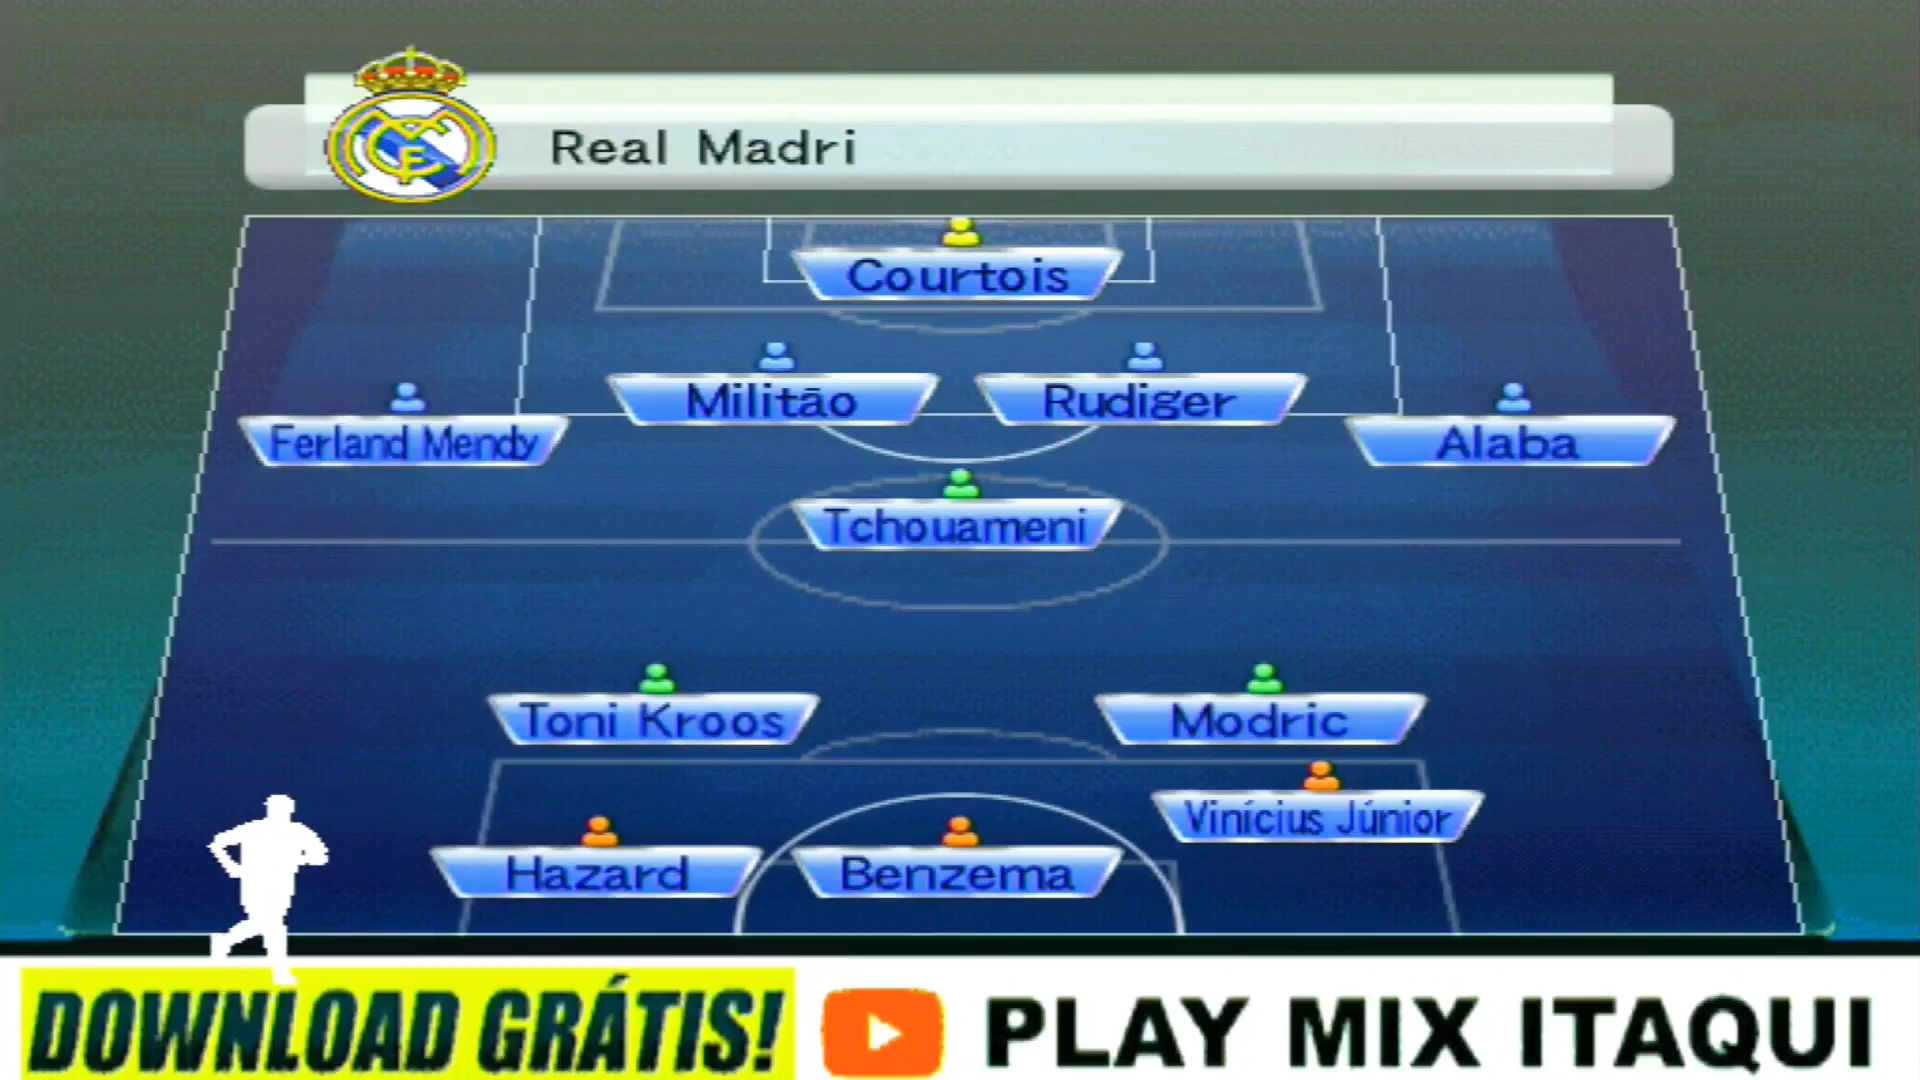 Real Madri
Courtois
Militão
Rudiger
Ferland Mendy
Alaba
Tchouameni
Toni Kroos
Modric
Vinícius Júnior
Hazard
Benzema
DOWNLOAD GRÁTIS!
PLAY MIX ITAQUI